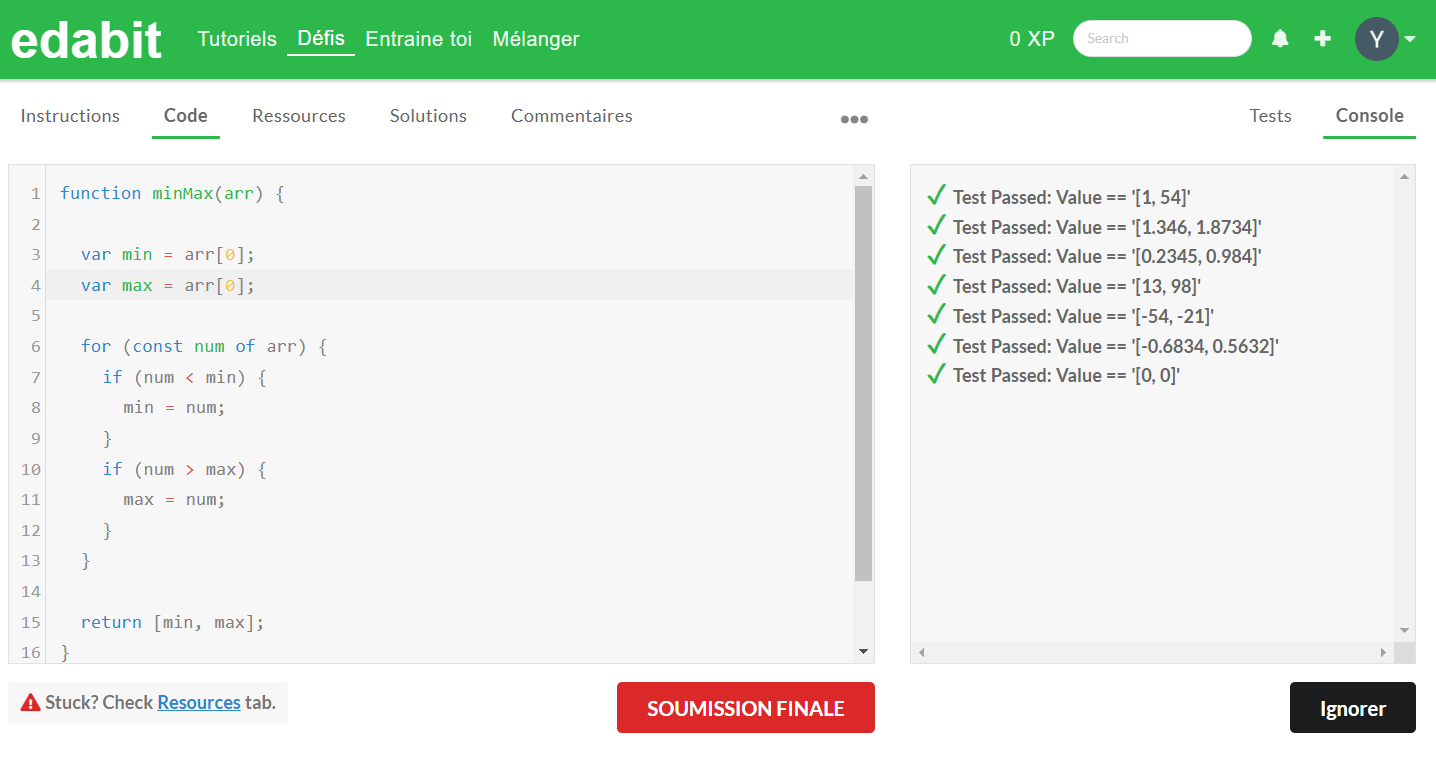 edabit Tutoriels Défis Entraine toi Mélanger 0 XP Search Y
Instructions Code Ressources Solutions Commentaires ••• Tests Console
1 function minMax(arr) {
2
3 var min = arr[0];
4 var max = arr[0];
5
6 for (const num of arr) {
7 if (num < min) {
8 min = num;
9 }
10 if (num > max) {
11 max = num;
12 }
13 }
14
15 return [min, max];
16 }
✓ Test Passed: Value == '[1, 54]'
✓ Test Passed: Value == '[1.346, 1.8734]'
✓ Test Passed: Value == '[0.2345, 0.984]'
✓ Test Passed: Value == '[13, 98]'
✓ Test Passed: Value == '[-54, -21]'
✓ Test Passed: Value == '[-0.6834, 0.5632]'
✓ Test Passed: Value == '[0, 0]'
Stuck? Check Resources tab.
SOUMISSION FINALE
Ignorer